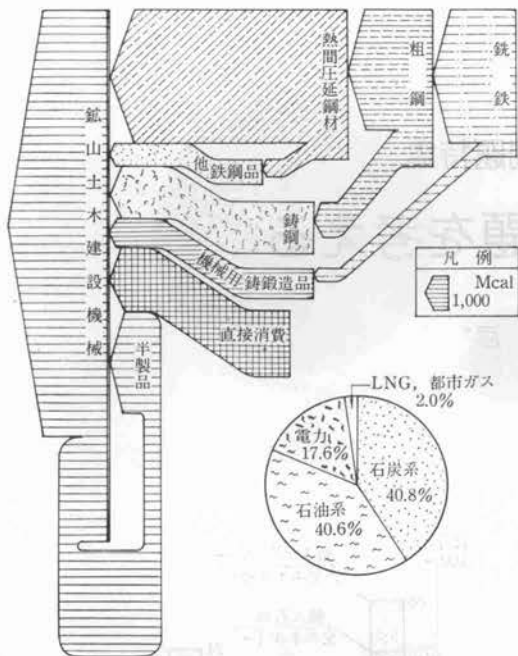 鉱山土木建設機械
熱間圧延鋼材
粗鋼
銑鉄
他鉄鋼品
鋳鋼
機械用鋳鍛造品
直接消費
半製品
凡例
Mcal
1,000
LNG, 都市ガス
2.0%
電力
17.6%
石炭系
40.8%
石油系
40.6%